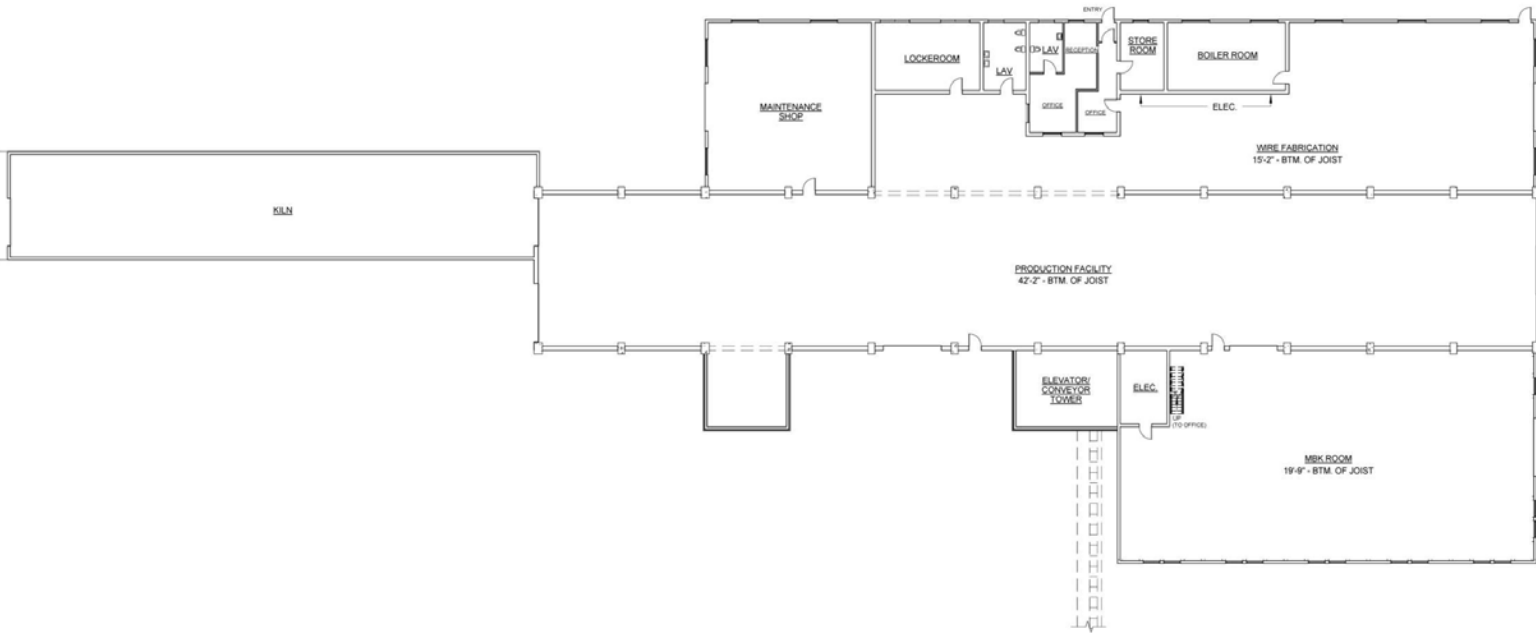 ENTRY
STORE
ROOM
LAV
RECEPTION
LOCKEROOM
BOILER ROOM
LAV
MAINTENANCE
SHOP
OFFICE
OFFICE
ELEC.
WIRE FABRICATION
15'-2" - BTM. OF JOIST
KILN
PRODUCTION FACILITY
42'-2" - BTM. OF JOIST
ELEVATOR/
CONVEYOR
TOWER
ELEC.
UP
(TO OFFICE)
MBK ROOM
19'-9" - BTM. OF JOIST